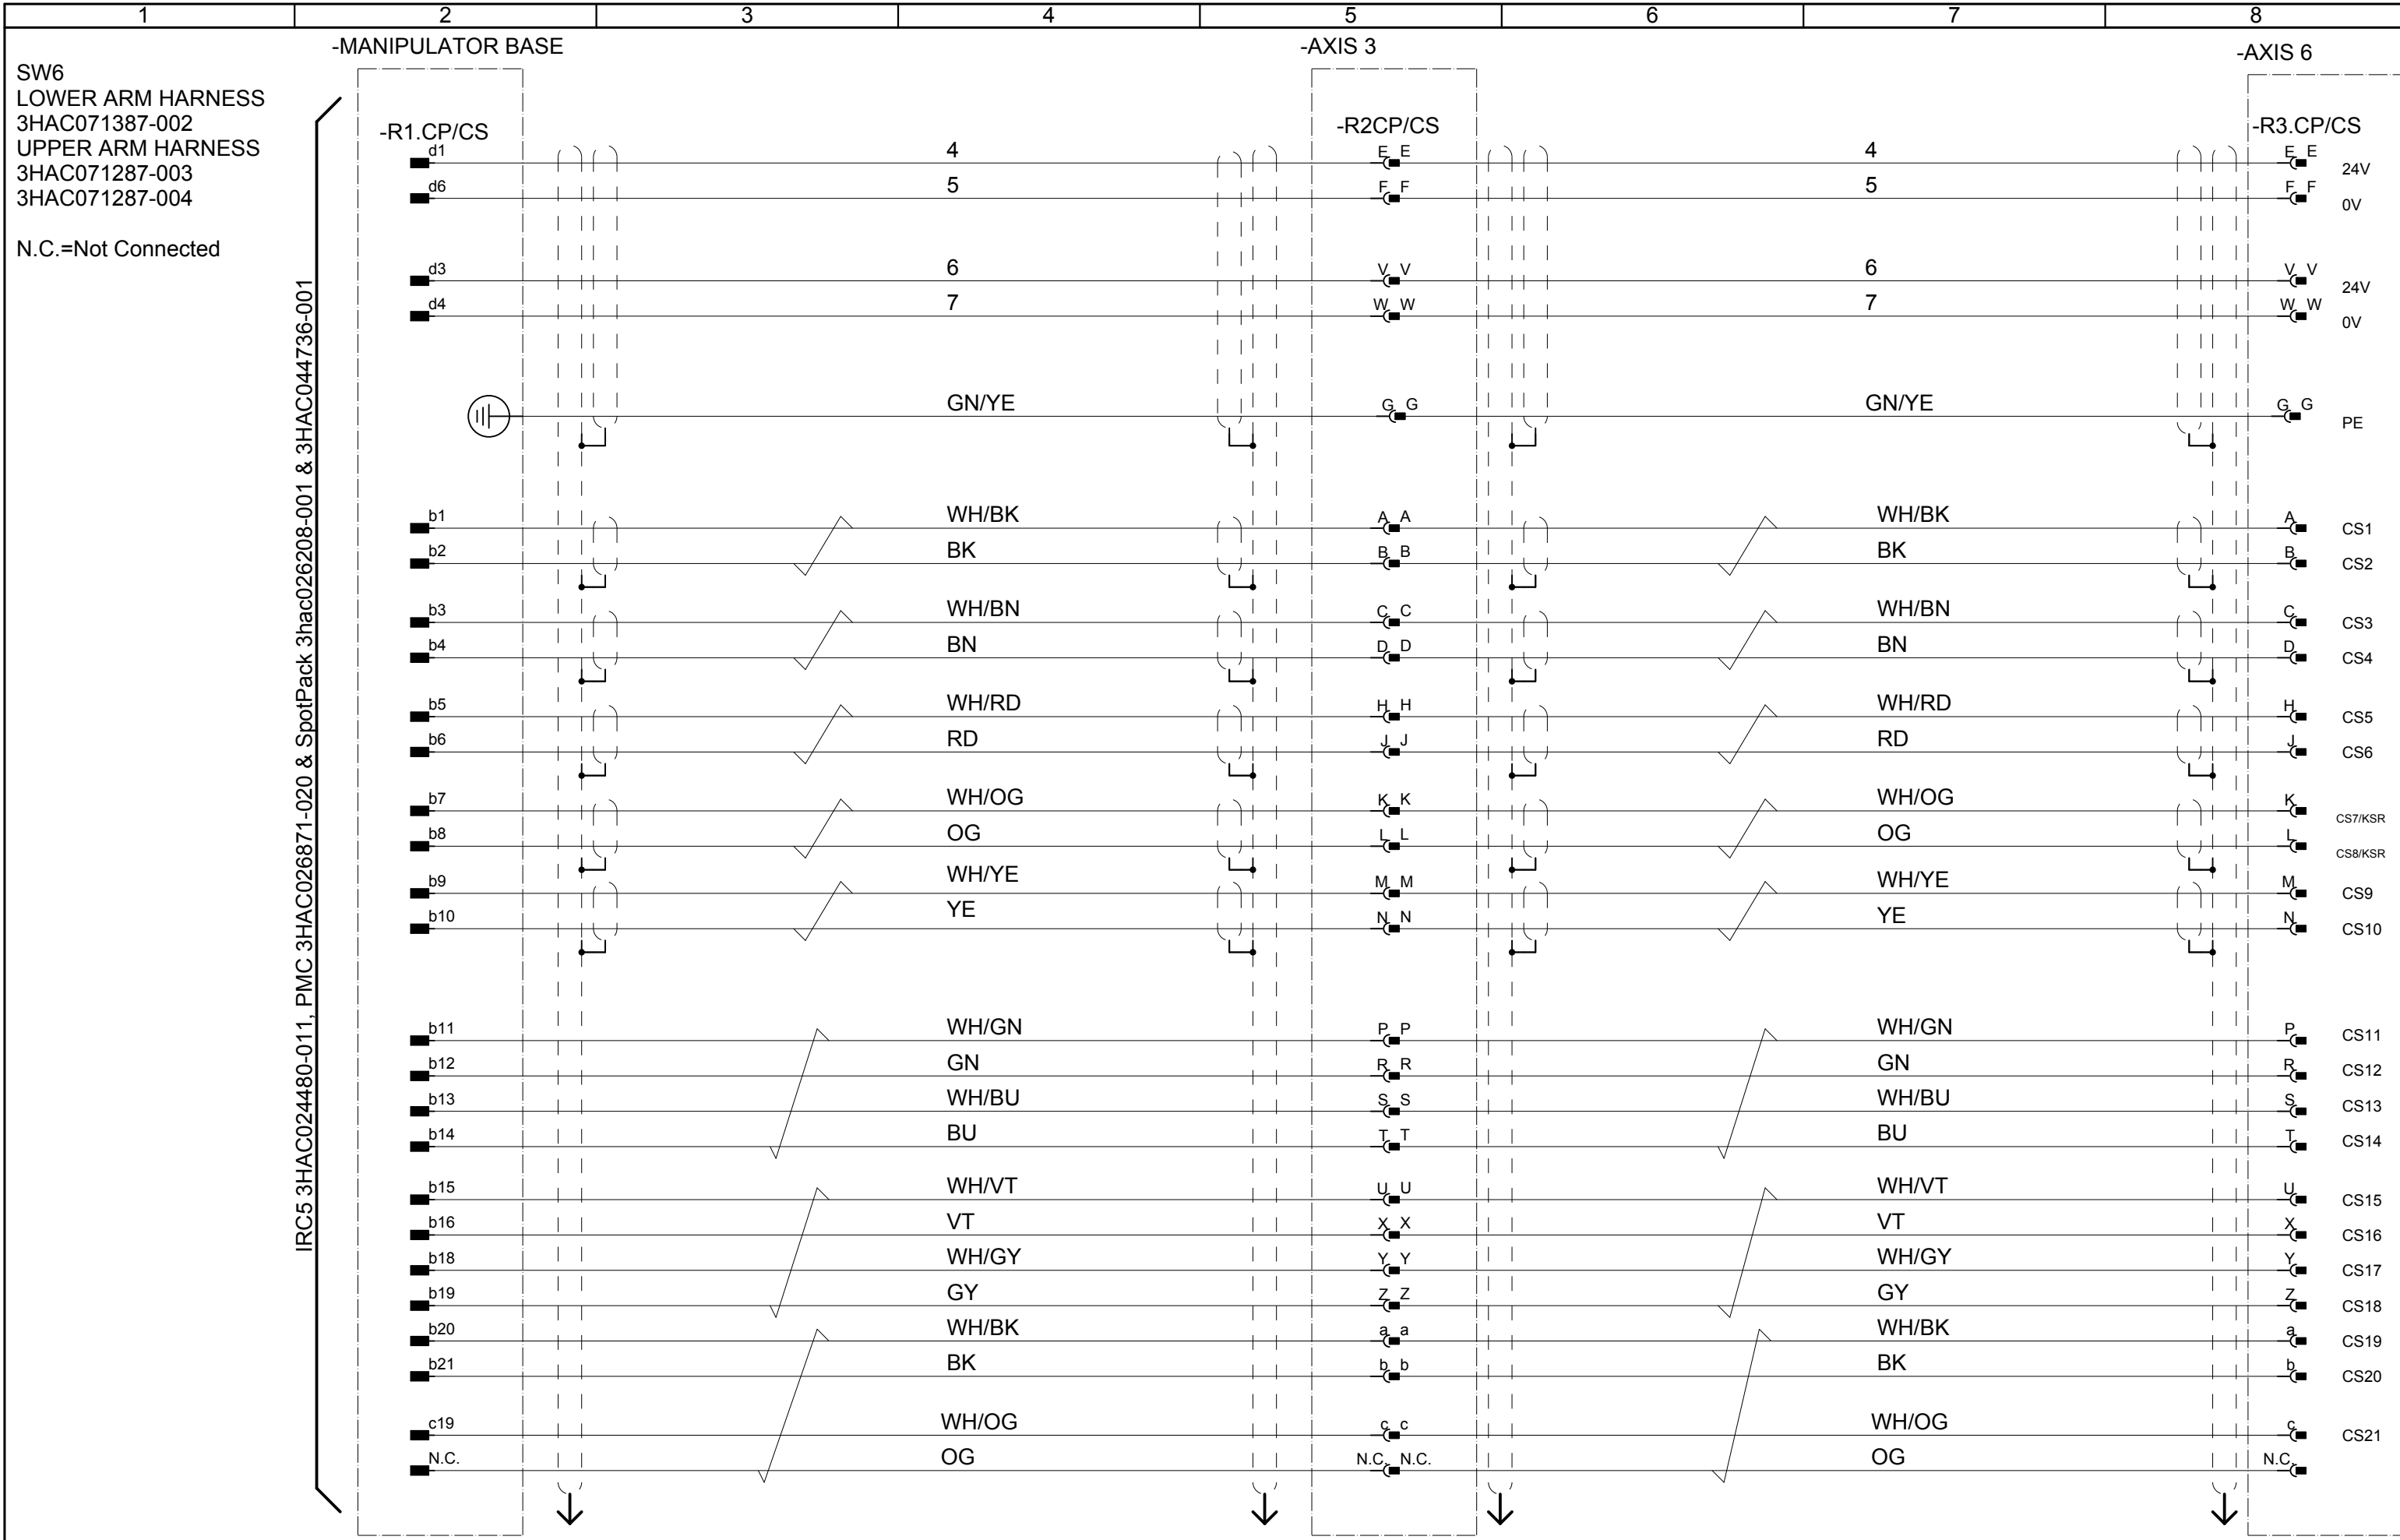 1 2 3 4 5 6 7 8
-MANIPULATOR BASE -AXIS 3 -AXIS 6
SW6
LOWER ARM HARNESS
3HAC071387-002
UPPER ARM HARNESS
3HAC071287-003
3HAC071287-004
N.C.=Not Connected
IRC5 3HAC024480-011, PMC 3HAC026871-020 & SpotPack 3hac026208-001 & 3HAC044736-001
-R1.CP/CS -R2CP/CS -R3.CP/CS
d1 4 E E 4 E E 24V
d6 5 F F 5 F F 0V
d3 6 V V 6 V V 24V
d4 7 W W 7 W W 0V
GN/YE G G GN/YE G G PE
b1 WH/BK A A WH/BK A CS1
b2 BK B B BK B CS2
b3 WH/BN C C WH/BN C CS3
b4 BN D D BN D CS4
b5 WH/RD H H WH/RD H CS5
b6 RD J J RD J CS6
b7 WH/OG K K WH/OG K CS7/KSR
b8 OG L L OG L CS8/KSR
b9 WH/YE M M WH/YE M CS9
b10 YE N N YE N CS10
b11 WH/GN P P WH/GN P CS11
b12 GN R R GN R CS12
b13 WH/BU S S WH/BU S CS13
b14 BU T T BU T CS14
b15 WH/VT U U WH/VT U CS15
b16 VT X X VT X CS16
b18 WH/GY Y Y WH/GY Y CS17
b19 GY Z Z GY Z CS18
b20 WH/BK a a WH/BK a CS19
b21 BK b b BK b CS20
c19 WH/OG c c WH/OG c CS21
N.C. OG N.C. N.C. OG N.C.